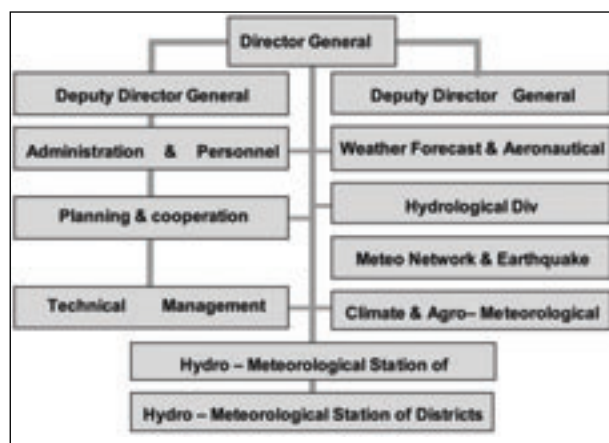 Director General
Deputy Director General
Deputy Director General
Administration & Personnel
Weather Forecast & Aeronautical
Planning & cooperation
Hydrological Div
Meteo Network & Earthquake
Technical Management
Climate & Agro– Meteorological
Hydro – Meteorological Station of
Hydro – Meteorological Station of Districts